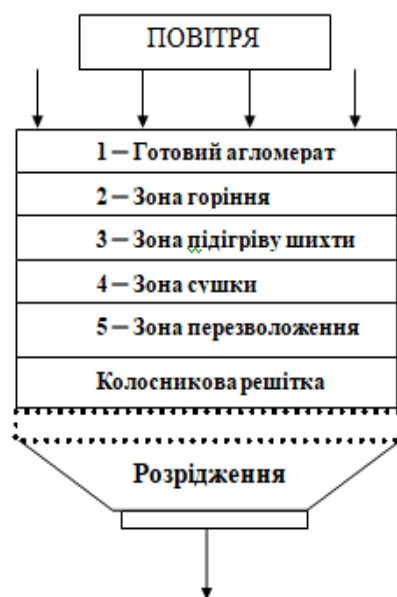 ПОВІТРЯ
1 – Готовий агломерат
2 – Зона горіння
3 – Зона підігріву шихти
4 – Зона сушки
5 – Зона перезволоження
Колосникова решітка
Розрідження